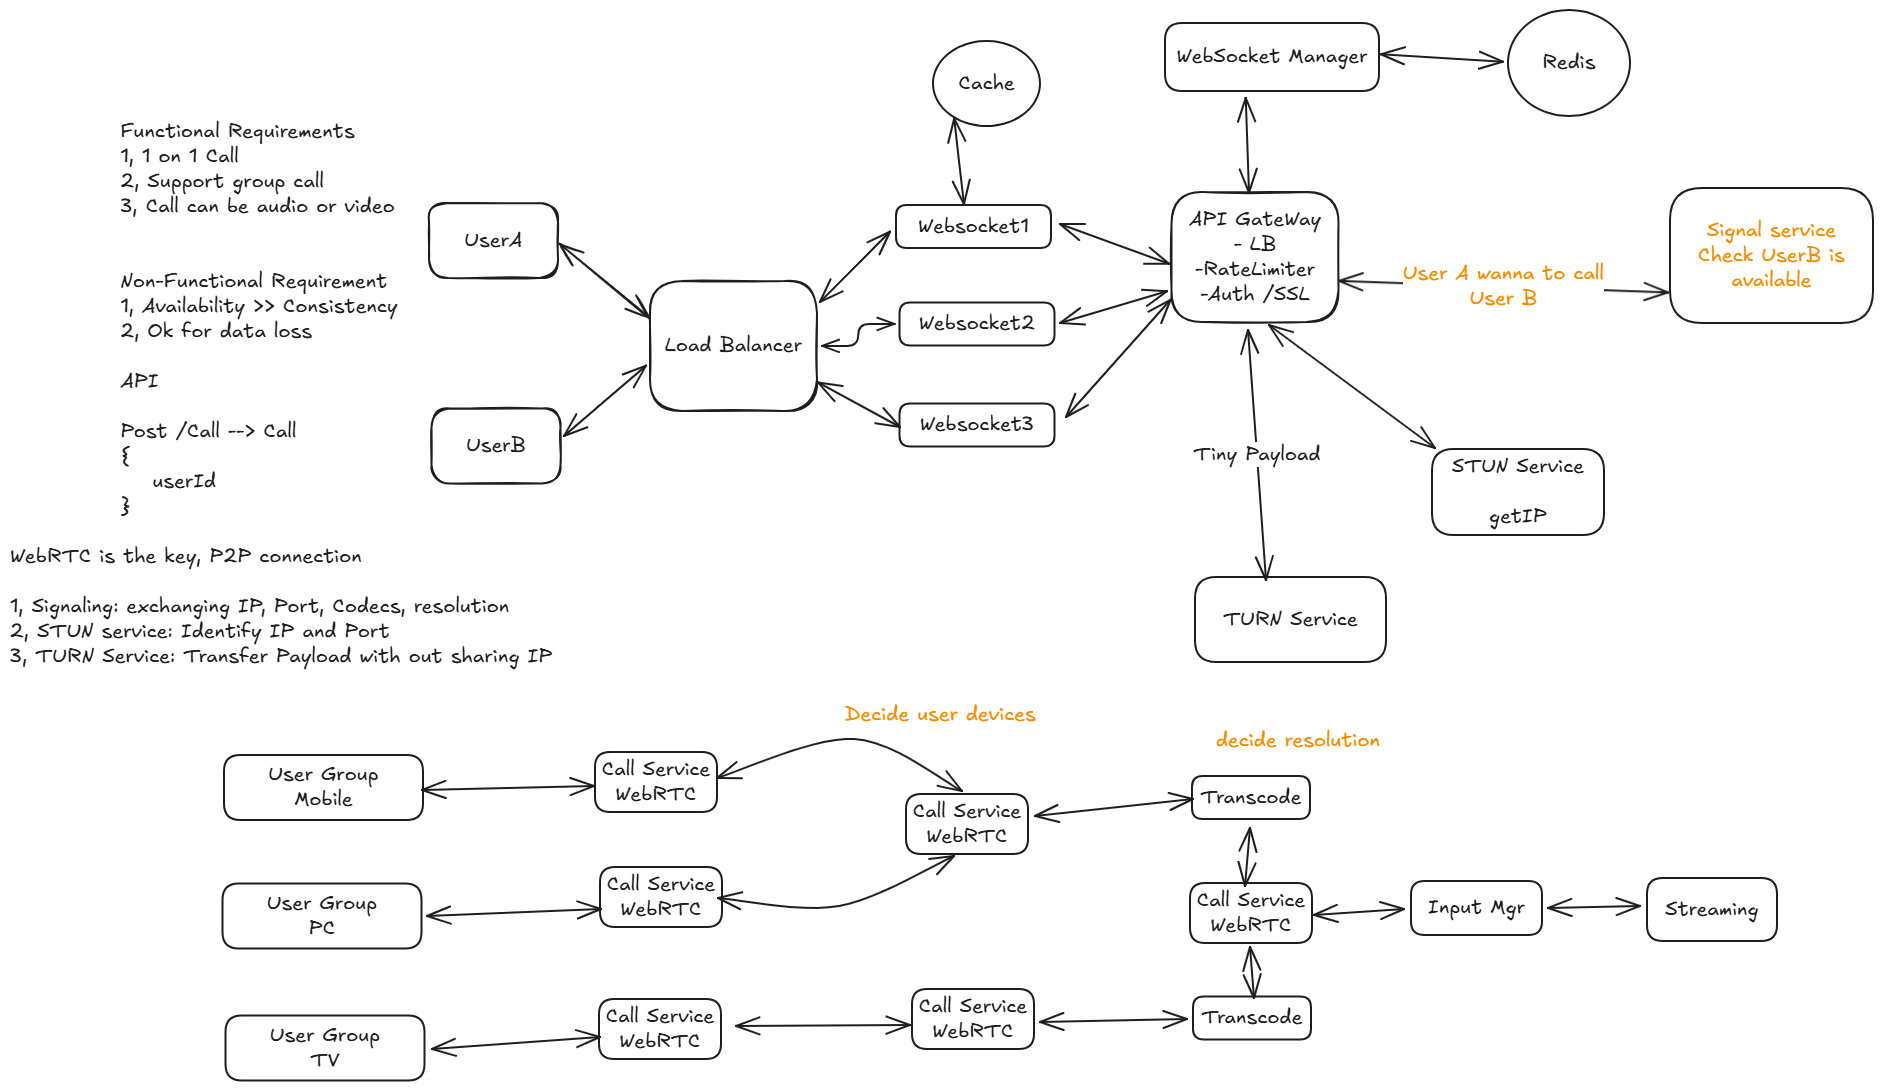 Functional Requirements
1, 1 on 1 Call
2, Support group call
3, Call can be audio or video
Non-Functional Requirement
1, Availability >> Consistency
2, Ok for data loss
API
Post /Call --> Call
{
userId
}
WebRTC is the key, P2P connection
1, Signaling: exchanging IP, Port, Codecs, resolution
2, STUN service: Identify IP and Port
3, TURN Service: Transfer Payload with out sharing IP
UserA
UserB
Load Balancer
Cache
Websocket1
Websocket2
Websocket3
WebSocket Manager
Redis
API GateWay
- LB
-RateLimiter
-Auth /SSL
User A wanna to call
User B
Signal service
Check UserB is
available
Tiny Payload
STUN Service
getIP
TURN Service
Decide user devices
decide resolution
User Group
Mobile
Call Service
WebRTC
Call Service
WebRTC
Transcode
User Group
PC
Call Service
WebRTC
Call Service
WebRTC
Input Mgr
Streaming
User Group
TV
Call Service
WebRTC
Call Service
WebRTC
Transcode